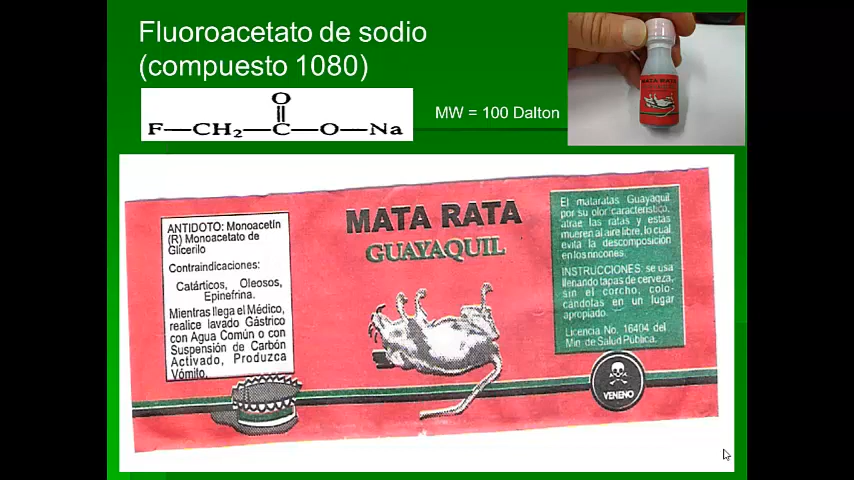 Fluoroacetato de sodio
(compuesto 1080)
O
F—CH₂—C—O—Na
MW = 100 Dalton
MATA RATA
ANTIDOTO: Monoacetin
(R) Monoacetato de
Glicerilo
Contraindicaciones:
Catárticos, Oleosos,
Epinefrina.
Mientras llega el Médico,
realice lavado Gástrico
con Agua Común o con
Suspensión de Carbón
Activado, Produzca
Vómito.
MATA RATA
GUAYAQUIL
El mataratas Guayaquil
por su olor característico,
atrae las ratas y estas
mueren al aire libre, lo cual
evita la descomposición
en los rincones.
INSTRUCCIONES: se usa
llenando tapas de cerveza,
sin el corcho, colo-
cándolas en un lugar
apropiado.
Licencia No. 16404 del
Min. de Salud Pública.
VENENO